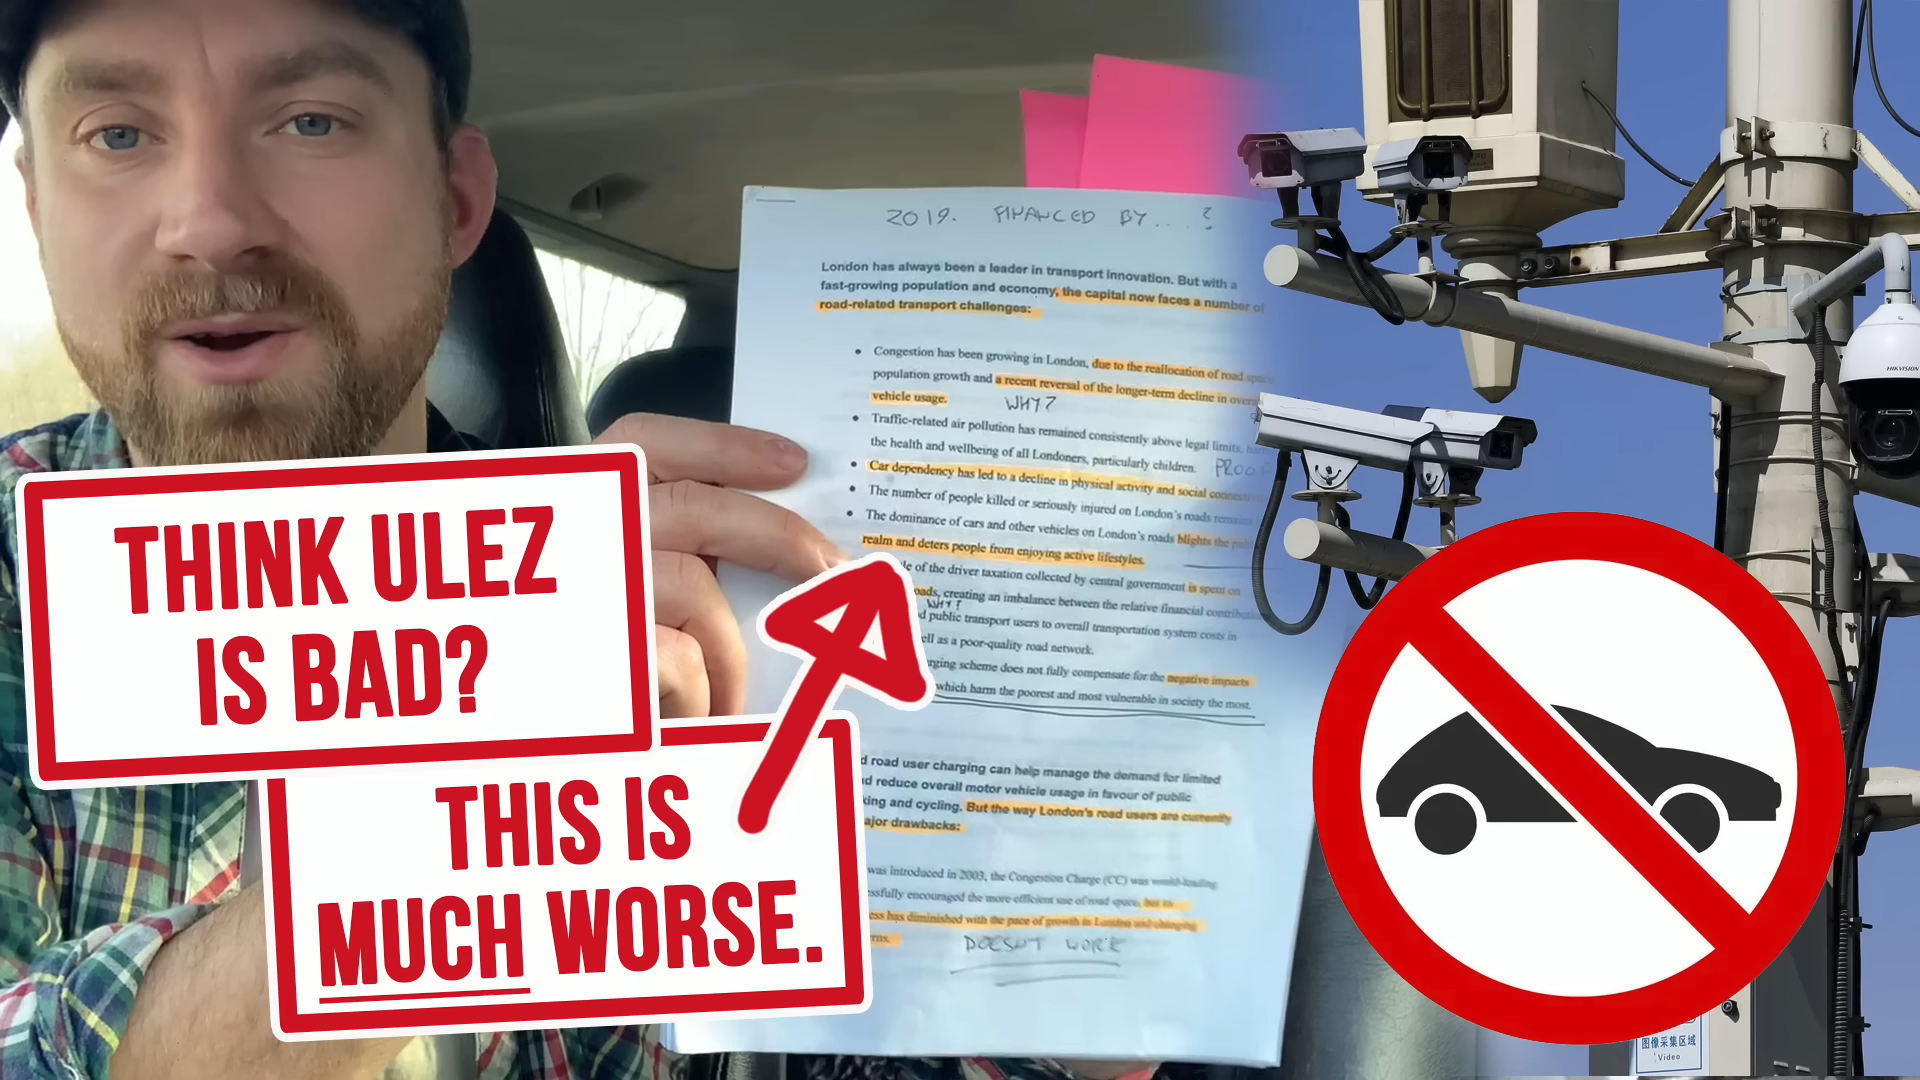 2019. FINANCED BY....?
London has always been a leader in transport innovation. But with a
fast-growing population and economy, the capital now faces a number of
road-related transport challenges:
Congestion has been growing in London, due to the reallocation of road space
population growth and a recent reversal of the longer-term decline in overall
vehicle usage.
WHY?
Traffic-related air pollution has remained consistently above legal limits,
the health and wellbeing of all Londoners, particularly children.
PROOF
Car dependency has led to a decline in physical activity and social
The number of people killed or seriously injured on London's roads
The dominance of cars and other vehicles on London's roads blights the
realm and deters people from enjoying active lifestyles.
of the driver taxation collected by central government is spent on
creating an imbalance between the relative financial
WHY?
public transport users to overall transportation system costs in
as a poor-quality road network.
scheme does not fully compensate for the negative impacts
which harm the poorest and most vulnerable in society the most.
road user charging can help manage the demand for limited
reduce overall motor vehicle usage in favour of public
and cycling. But the way London's road users are currently
drawbacks:
was introduced in 2003, the Congestion Charge (CC) was world-leading
encouraged the more efficient use of road space, but its
has diminished with the pace of growth in London and changing
DOESN'T WORK
THINK ULEZ
IS BAD?
THIS IS
MUCH WORSE.
HIKVISION
图像采集区域
Video